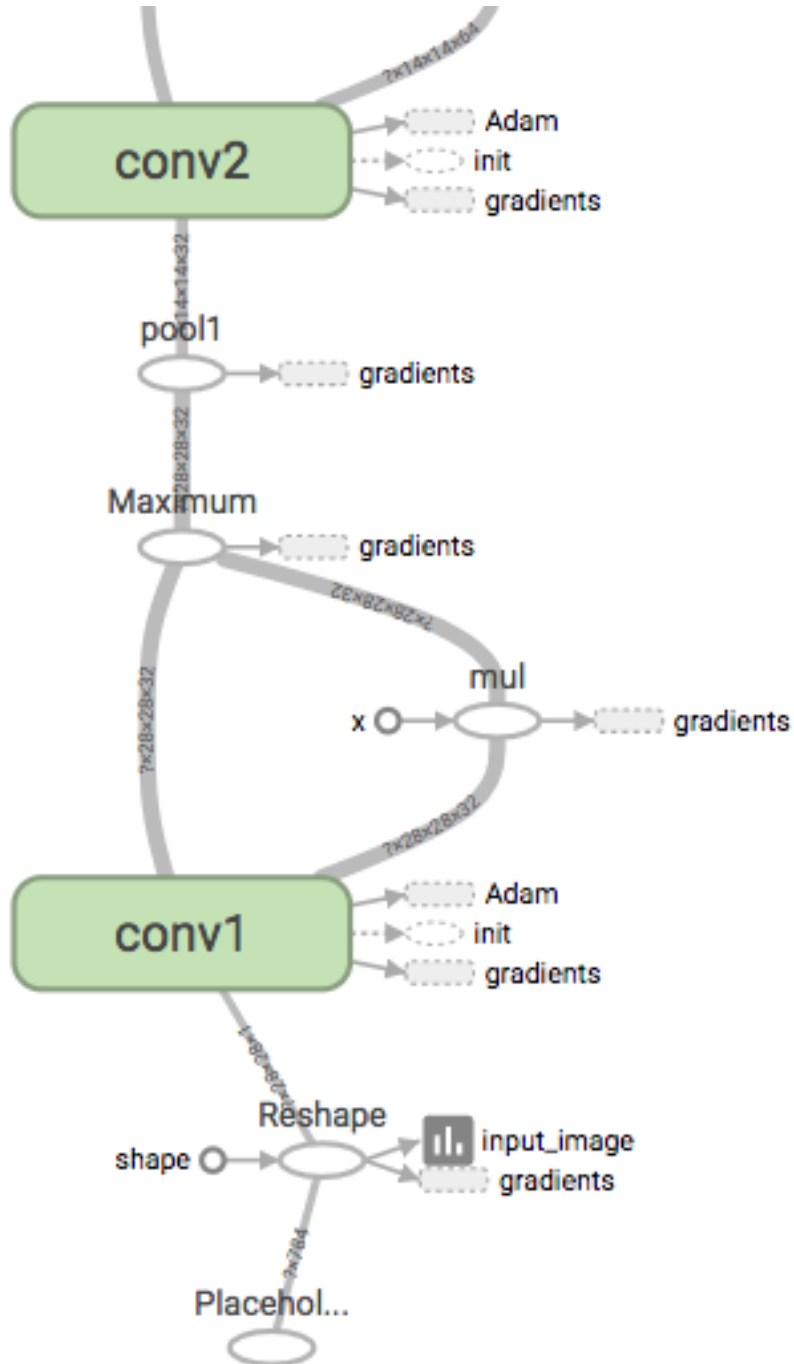 ?×14×14×64
conv2
Adam
init
gradients
14×14×32
pool1
gradients
28×28×32
Maximum
gradients
?×28×28×32
?×28×28×32
mul
x
gradients
?×28×28×32
conv1
Adam
init
gradients
28×28×1
Reshape
shape
input_image
gradients
?×784
Placehol...